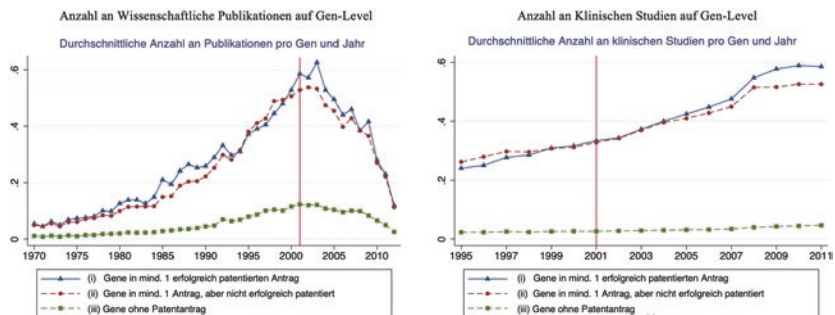 Anzahl an Wissenschaftliche Publikationen auf Gen-Level
Durchschnittliche Anzahl an Publikationen pro Gen und Jahr
.6
.4
.2
0
1970
1975
1980
1985
1990
1995
2000
2005
2010
(i) Gene in mind. 1 erfolgreich patentierten Antrag
(ii) Gene in mind. 1 Antrag, aber nicht erfolgreich patentiert
(iii) Gene ohne Patentantrag
Anzahl an Klinischen Studien auf Gen-Level
Durchschnittliche Anzahl an klinischen Studien pro Gen und Jahr
.6
.4
.2
0
1995
1997
1999
2001
2003
2005
2007
2009
2011
(i) Gene in mind. 1 erfolgreich patentierten Antrag
(ii) Gene in mind. 1 Antrag, aber nicht erfolgreich patentiert
(iii) Gene ohne Patentantrag